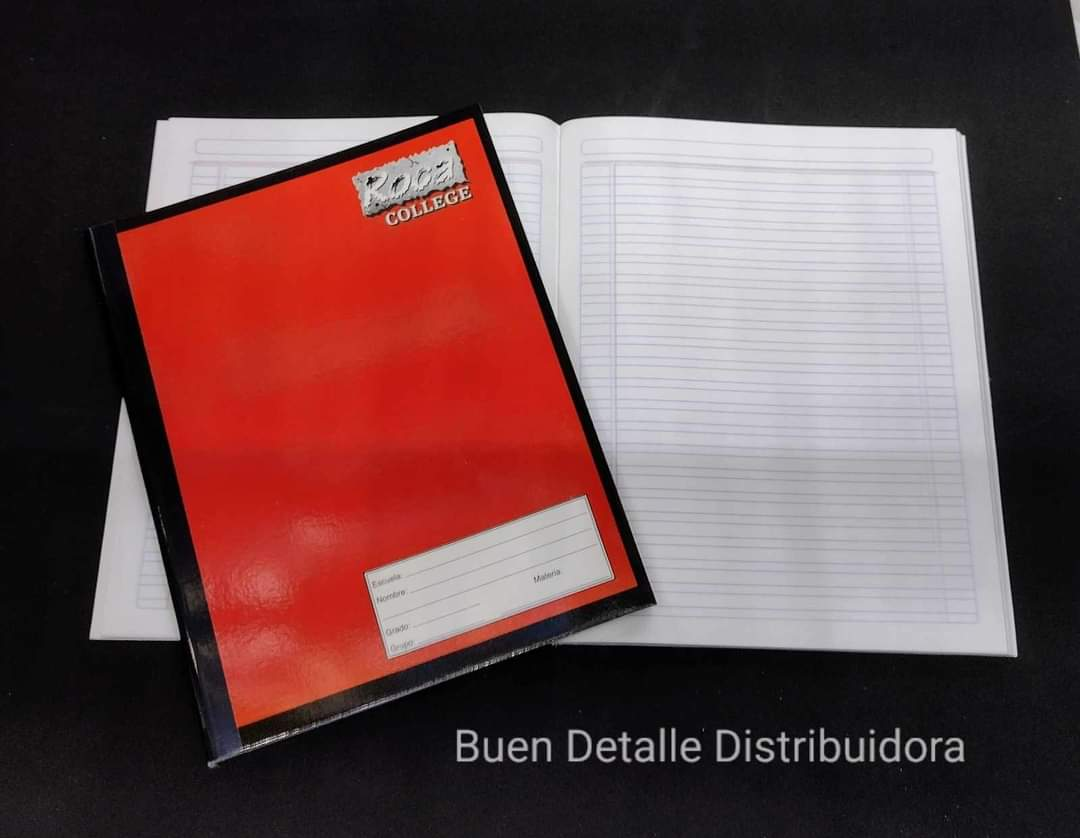 Roca
COLLEGE
Escuela:
Nombre:
Materia:
Grado:
Grupo:
Buen Detalle Distribuidora